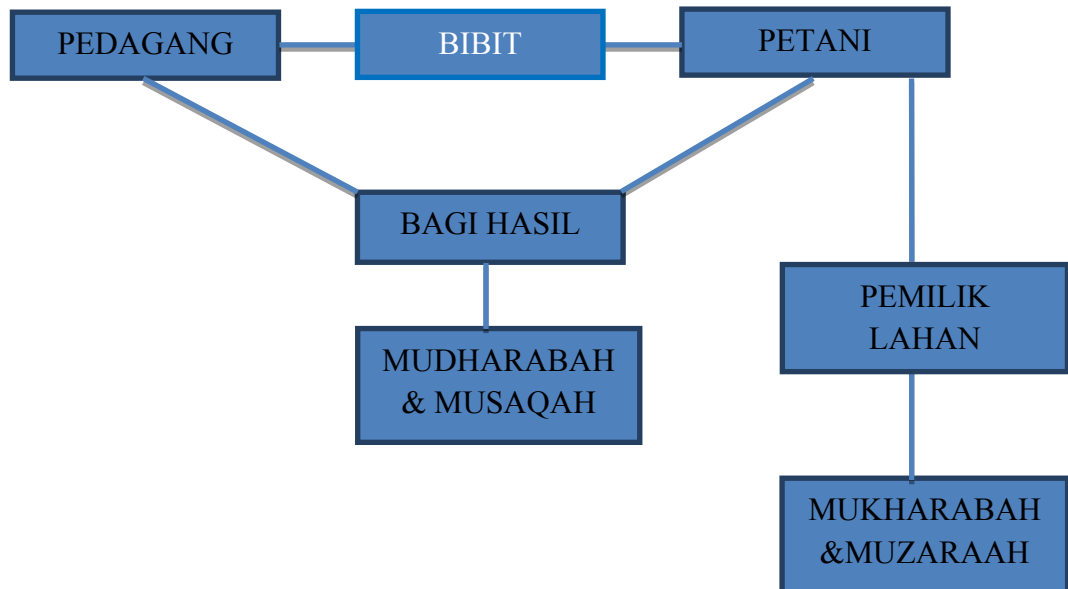 PEDAGANG
BIBIT
PETANI
BAGI HASIL
PEMILIK
LAHAN
MUDHARABAH
& MUSAQAH
MUKHARABAH
&MUZARAAH